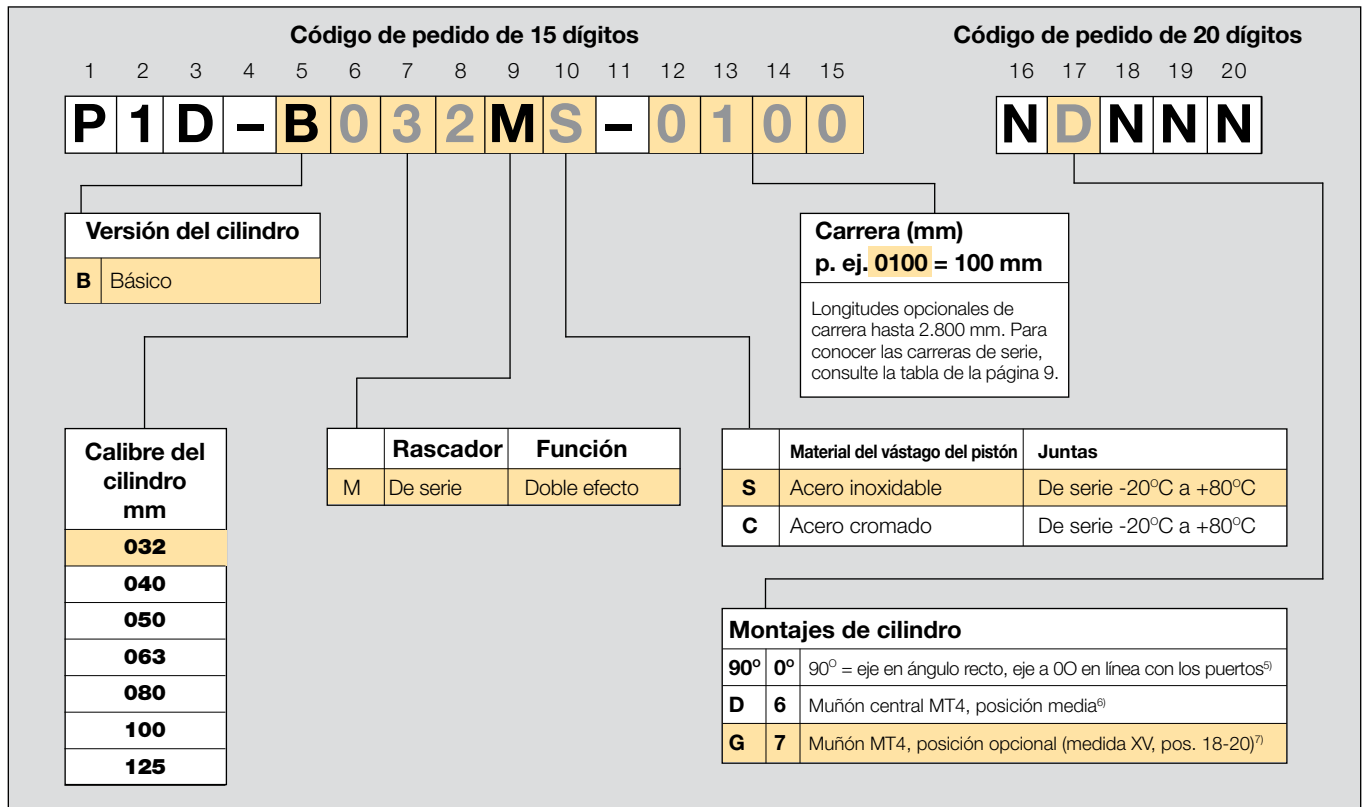 Código de pedido de 15 dígitos
Código de pedido de 20 dígitos
1 2 3 4 5 6 7 8 9 10 11 12 13 14 15
16 17 18 19 20
P 1 D – B 0 3 2 M S – 0 1 0 0
N D N N N
Versión del cilindro
B Básico
Carrera (mm)
p. ej. 0100 = 100 mm
Longitudes opcionales de
carrera hasta 2.800 mm. Para
conocer las carreras de serie,
consulte la tabla de la página 9.
Calibre del
cilindro
mm
032
040
050
063
080
100
125
Rascador Función
M De serie Doble efecto
Material del vástago del pistón Juntas
S Acero inoxidable De serie -20ºC a +80ºC
C Acero cromado De serie -20ºC a +80ºC
Montajes de cilindro
90º 0º 90º = eje en ángulo recto, eje a 0O en línea con los puertos5)
D 6 Muñón central MT4, posición media6)
G 7 Muñón MT4, posición opcional (medida XV, pos. 18-20)7)